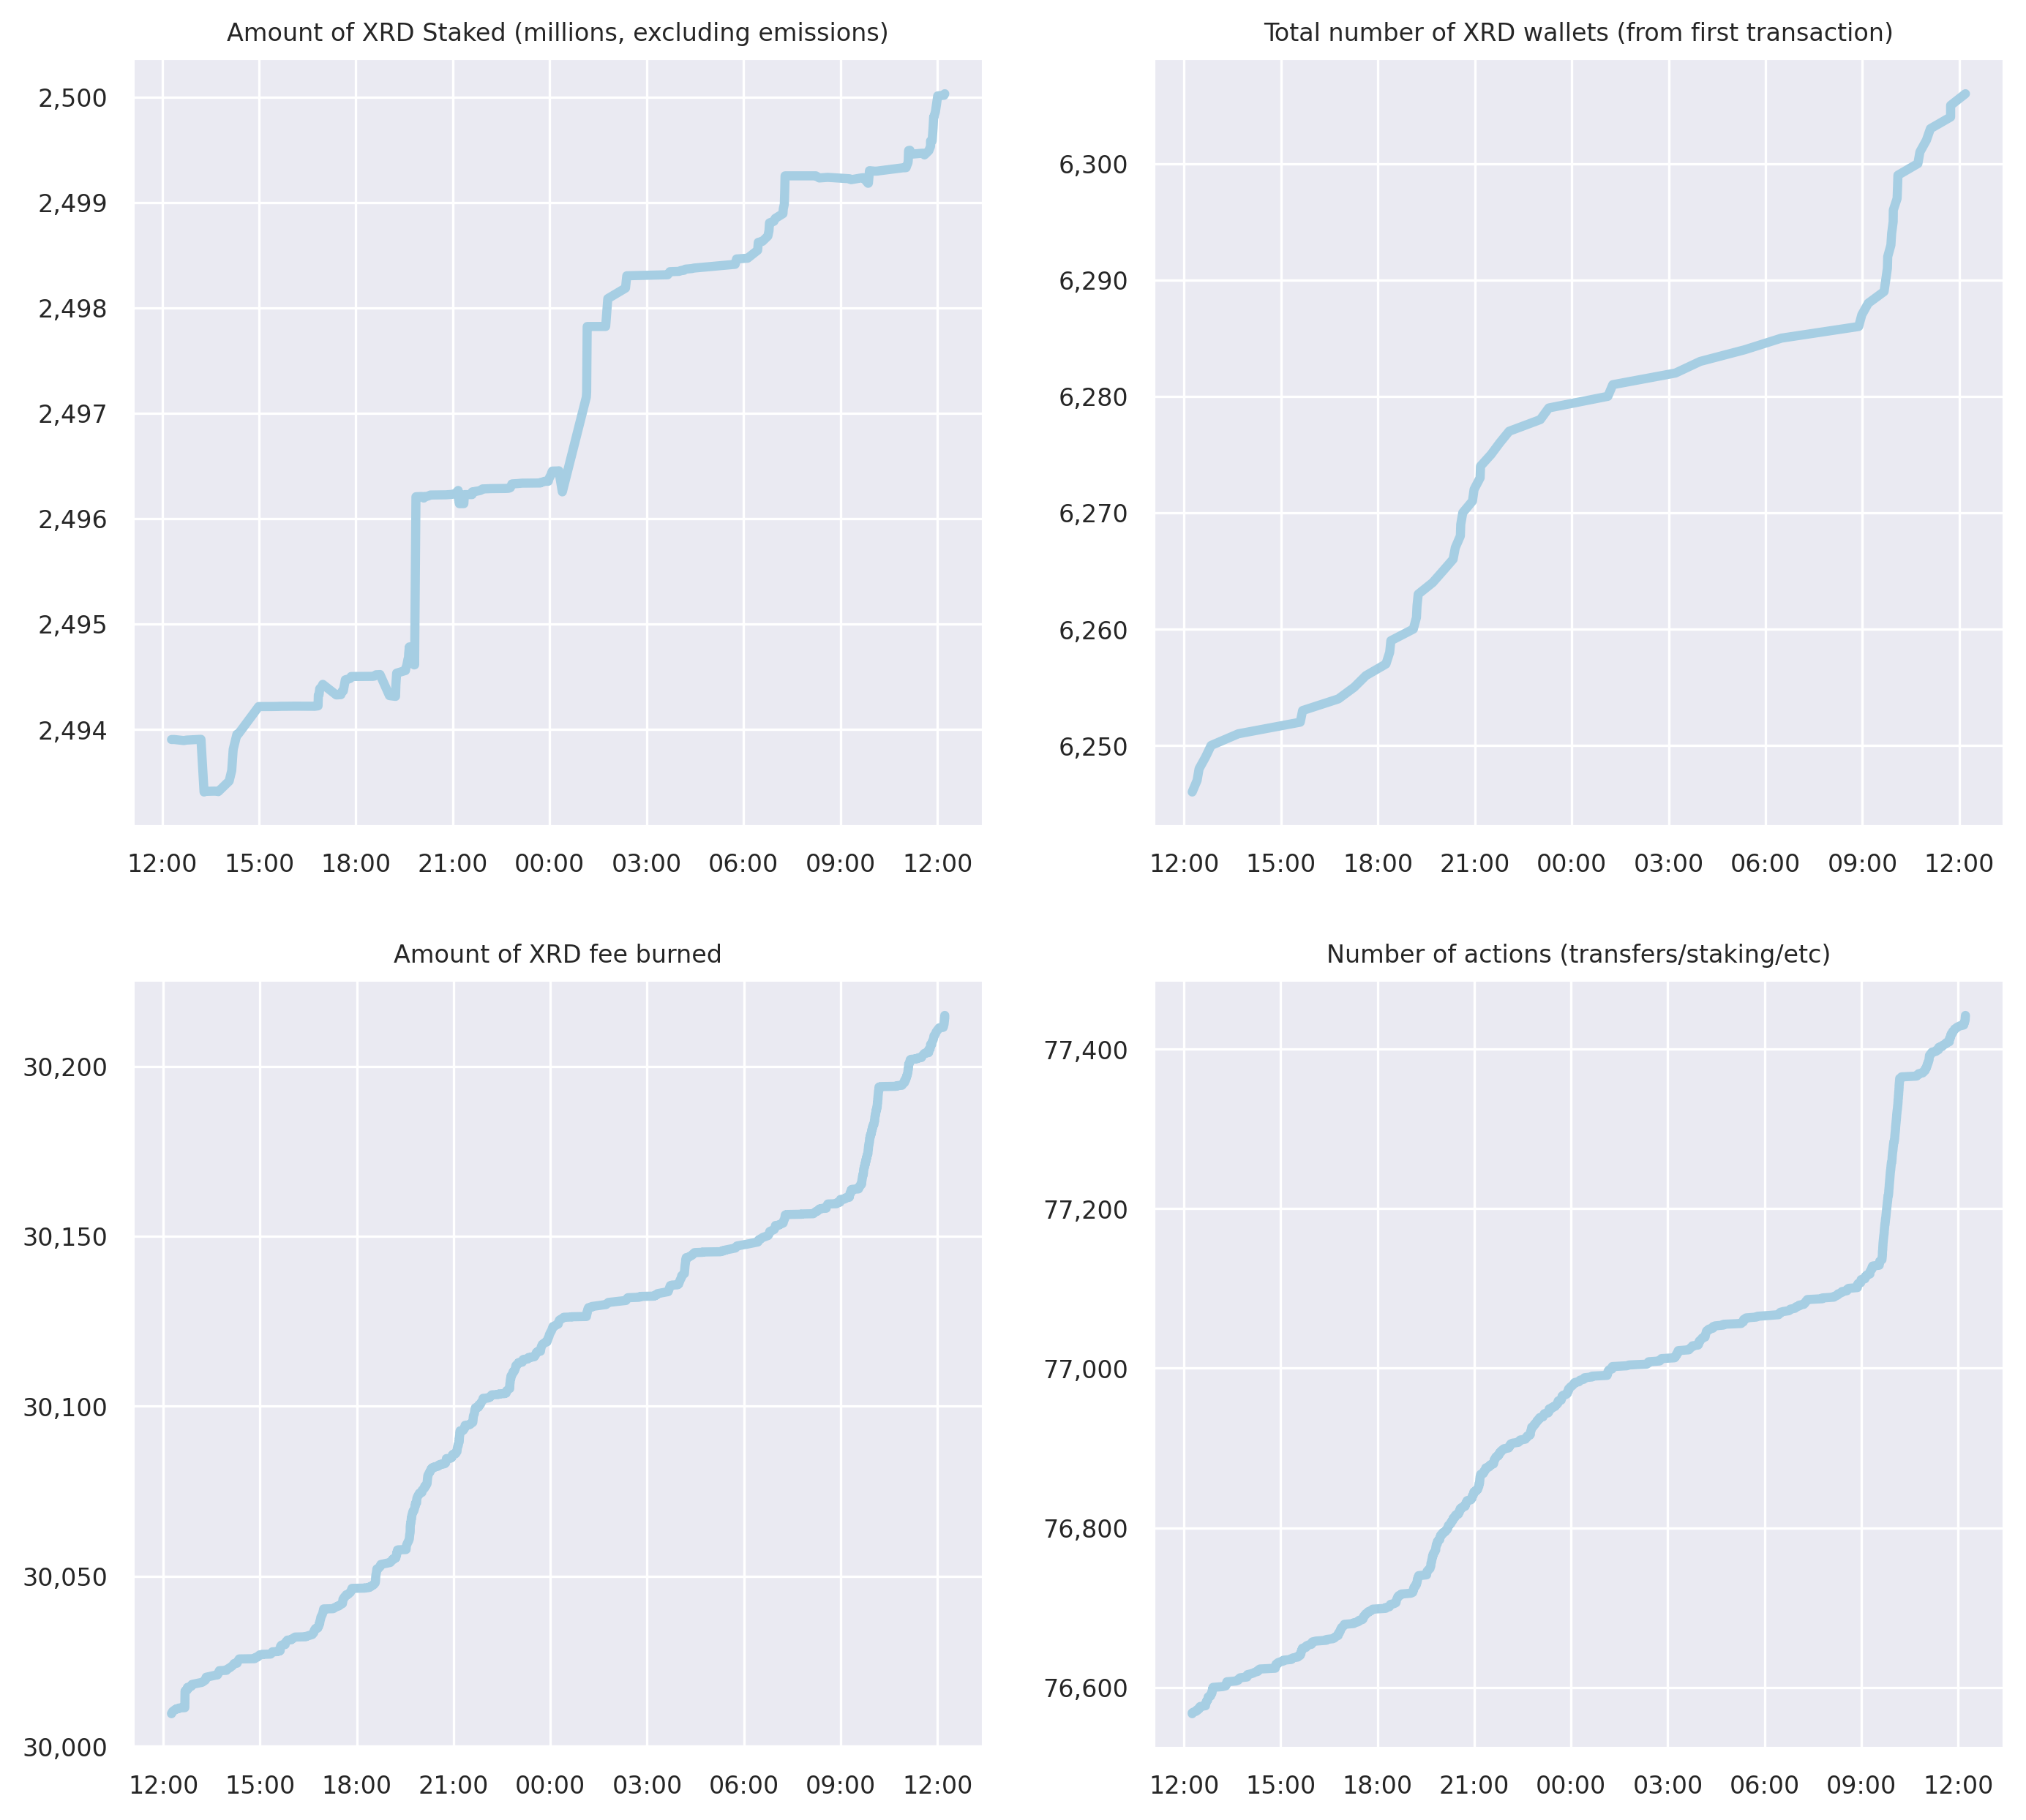 Amount of XRD Staked (millions, excluding emissions)
2,500
2,499
2,498
2,497
2,496
2,495
2,494
12:00 15:00 18:00 21:00 00:00 03:00 06:00 09:00 12:00
Total number of XRD wallets (from first transaction)
6,300
6,290
6,280
6,270
6,260
6,250
12:00 15:00 18:00 21:00 00:00 03:00 06:00 09:00 12:00
Amount of XRD fee burned
30,200
30,150
30,100
30,050
30,000
12:00 15:00 18:00 21:00 00:00 03:00 06:00 09:00 12:00
Number of actions (transfers/staking/etc)
77,400
77,200
77,000
76,800
76,600
12:00 15:00 18:00 21:00 00:00 03:00 06:00 09:00 12:00